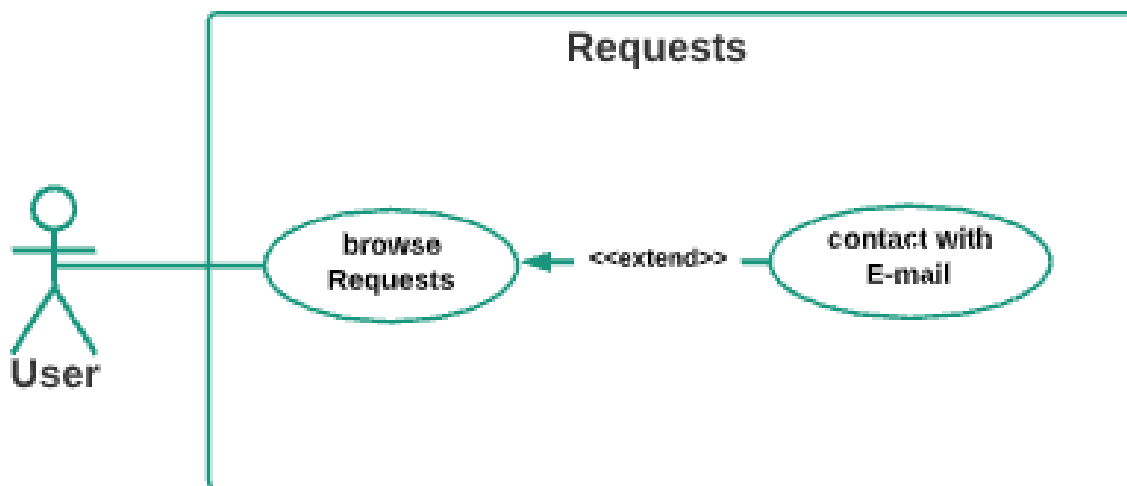 Requests
browse
Requests
<<extend>>
contact with
E-mail
User